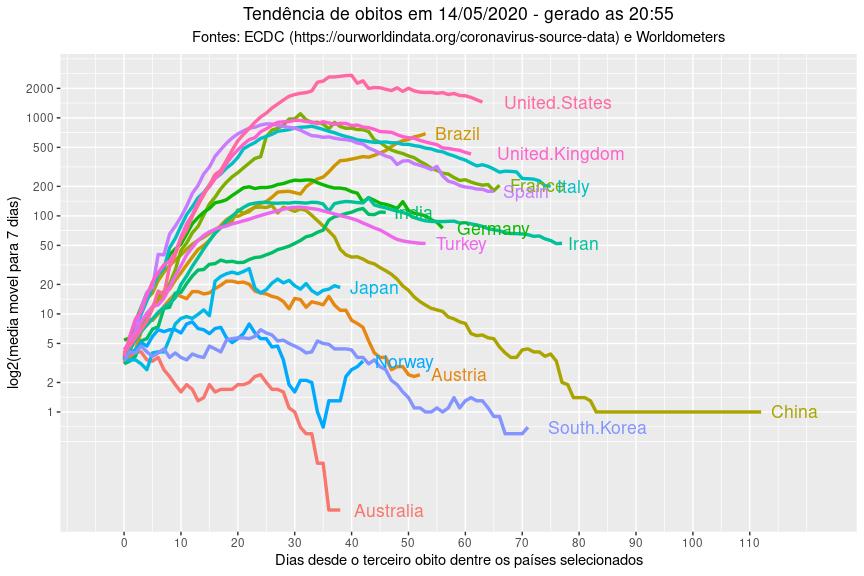 Tendência de obitos em 14/05/2020 - gerado as 20:55
Fontes: ECDC (https://ourworldindata.org/coronavirus-source-data) e Worldometers
log2(media movel para 7 dias)
2000
1000
500
200
100
50
20
10
5
2
1
United.States
Brazil
United.Kingdom
France
Italy
Spain
India
Germany
Turkey
Iran
Japan
Norway
Austria
China
South.Korea
Australia
0 10 20 30 40 50 60 70 80 90 100 110
Dias desde o terceiro obito dentre os países selecionados